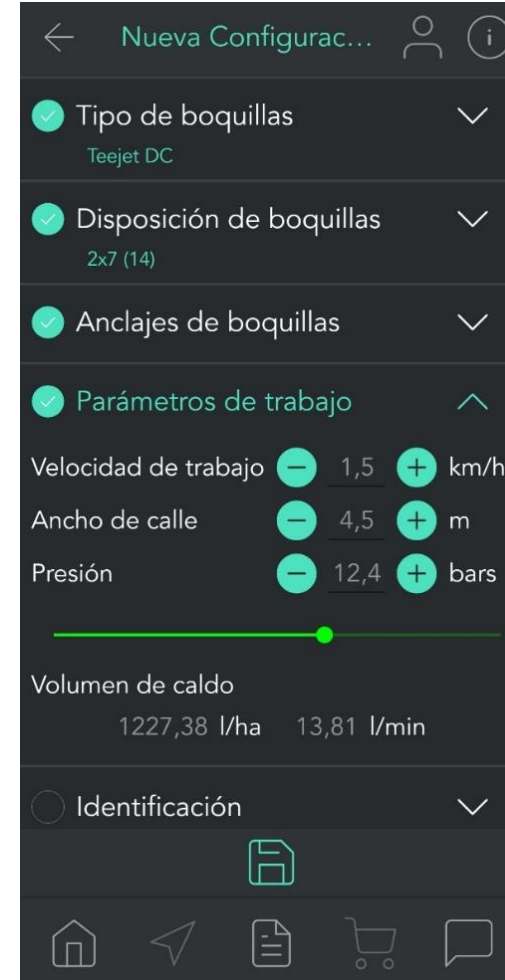 Nueva Configurac...
Tipo de boquillas
Teejet DC
Disposición de boquillas
2x7 (14)
Anclajes de boquillas
Parámetros de trabajo
Velocidad de trabajo 1,5 km/h
Ancho de calle 4,5 m
Presión 12,4 bars
Volumen de caldo
1227,38 l/ha 13,81 l/min
Identificación